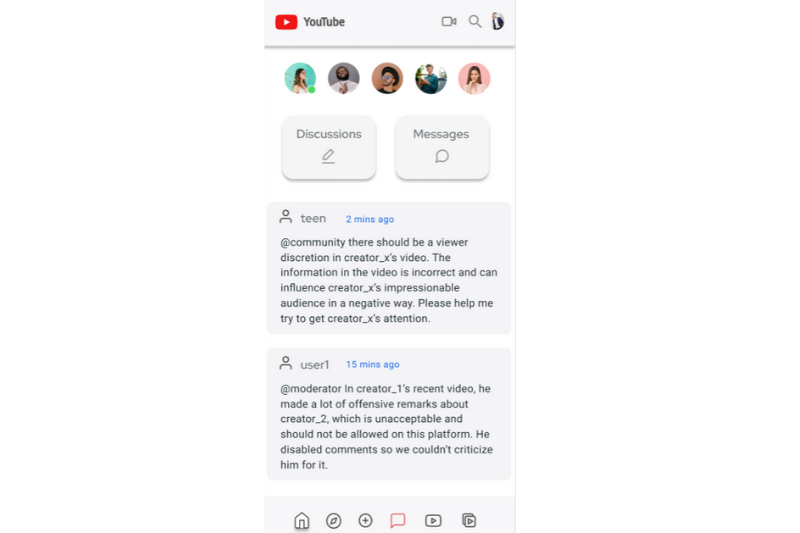 YouTube
Discussions
Messages
teen 2 mins ago
@community there should be a viewer
discretion in creator_x's video. The
information in the video is incorrect and can
influence creator_x's impressionable
audience in a negative way. Please help me
try to get creator_x's attention.
user1 15 mins ago
@moderator In creator_1's recent video, he
made a lot of offensive remarks about
creator_2, which is unacceptable and
should not be allowed on this platform. He
disabled comments so we couldn't criticize
him for it.